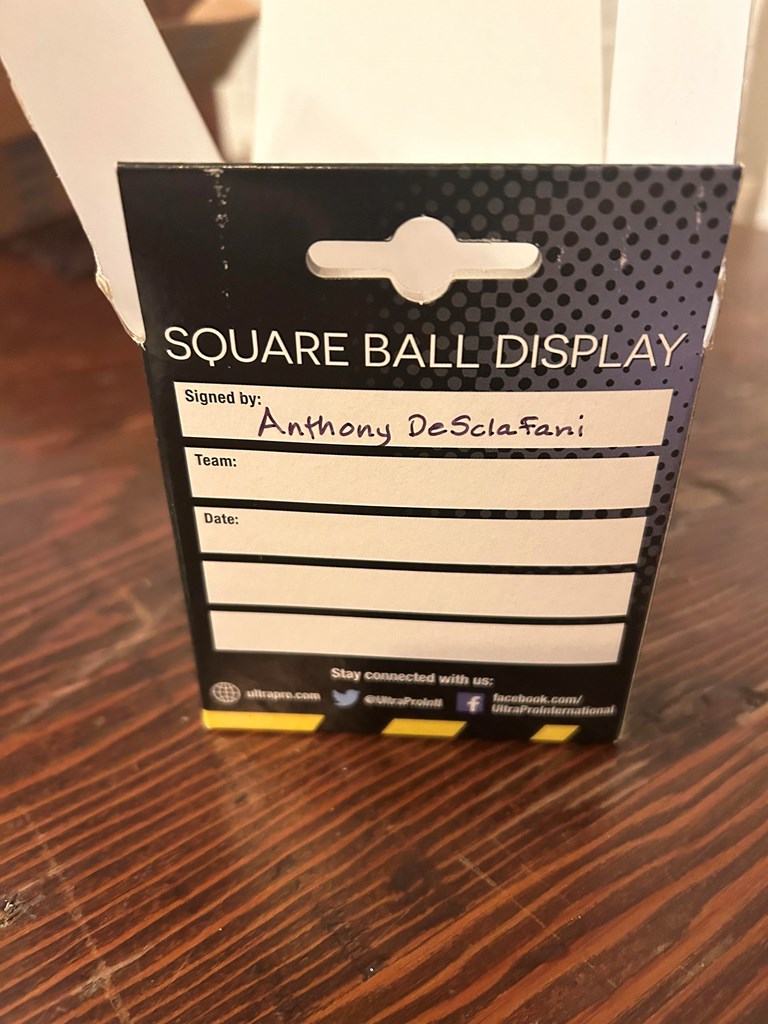 SQUARE BALL DISPLAY
Signed by:
Anthony DeSclafani
Team:
Date:
Stay connected with us:
ultrapro.com @UltraProIntl facebook.com/
UltraProInternational